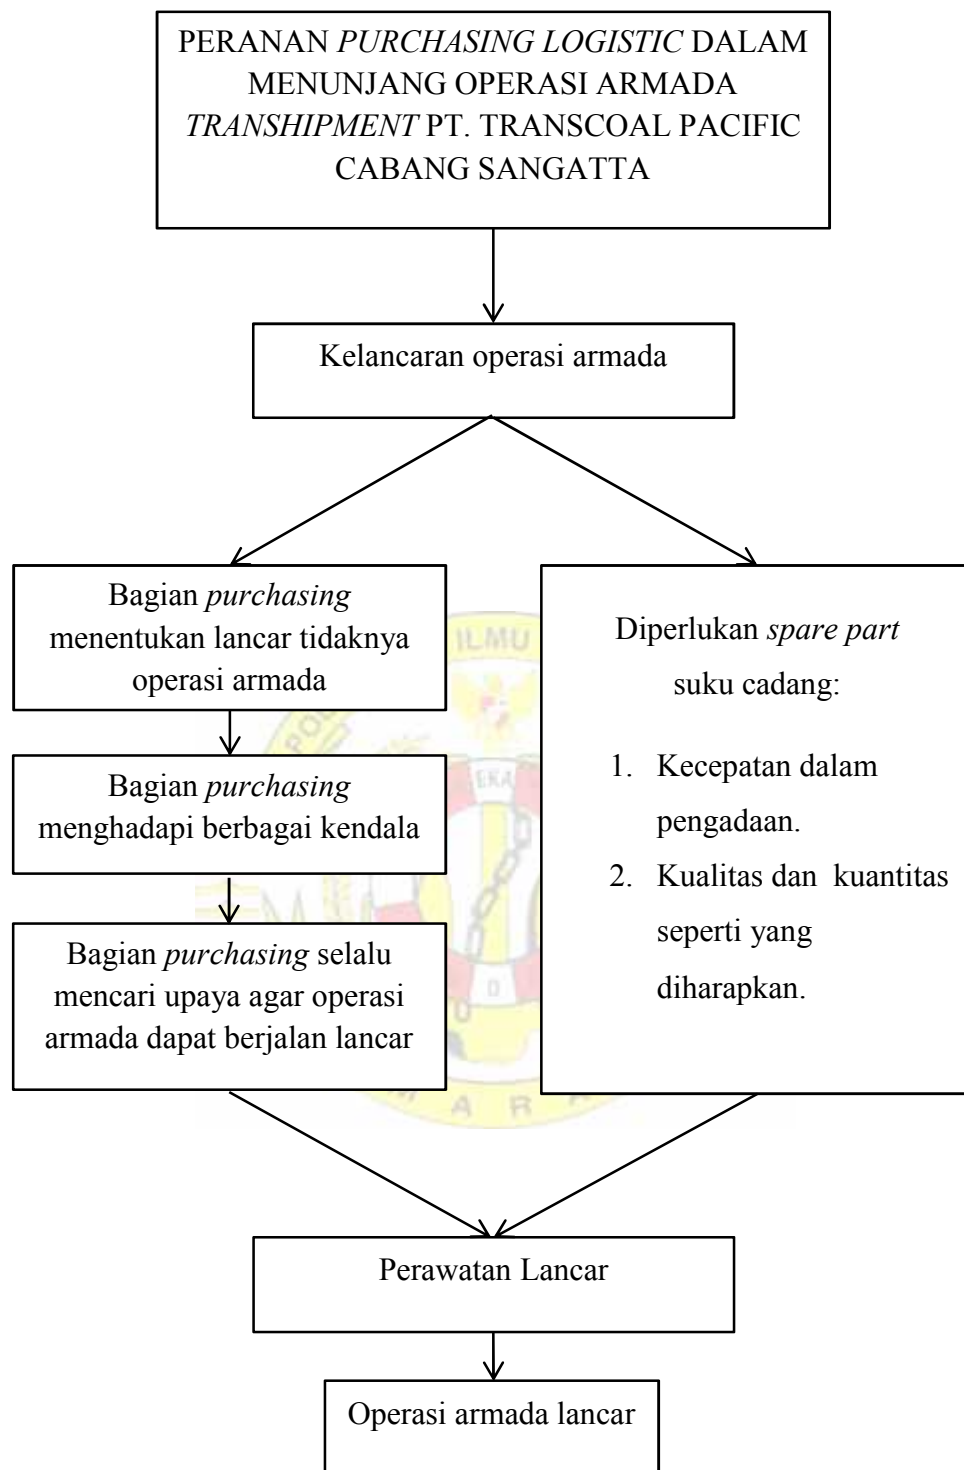 PERANAN PURCHASING LOGISTIC DALAM
MENUNJANG OPERASI ARMADA
TRANSHIPMENT PT. TRANSCOAL PACIFIC
CABANG SANGATTA
Kelancaran operasi armada
Bagian purchasing
menentukan lancar tidaknya
operasi armada
Bagian purchasing
menghadapi berbagai kendala
Bagian purchasing selalu
mencari upaya agar operasi
armada dapat berjalan lancar
Diperlukan spare part
suku cadang:
1. Kecepatan dalam
pengadaan.
2. Kualitas dan kuantitas
seperti yang
diharapkan.
ILMU
EKA
Perawatan Lancar
Operasi armada lancar